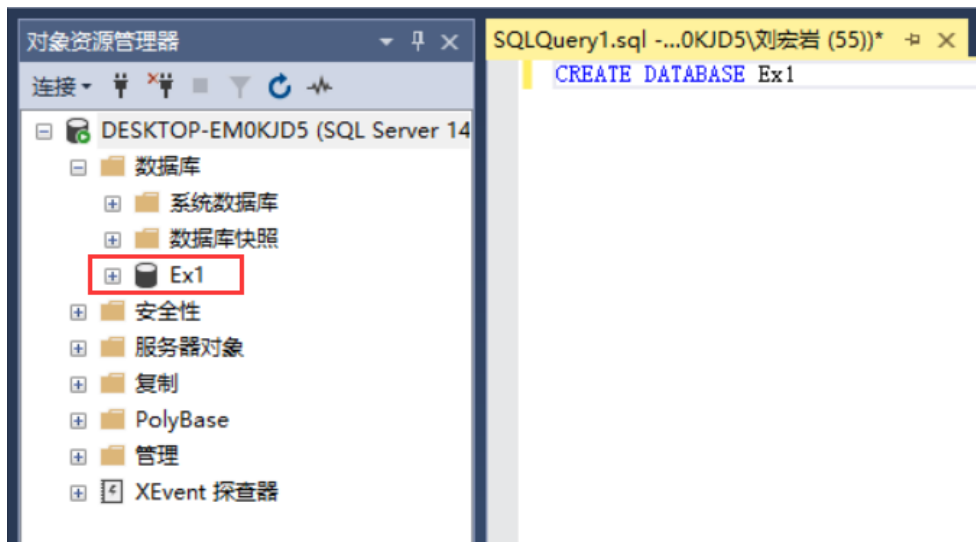 对象资源管理器
SQLQuery1.sql -...0KJD5\刘宏岩 (55))*
连接
CREATE DATABASE Ex1
DESKTOP-EM0KJD5 (SQL Server 14
数据库
系统数据库
数据库快照
Ex1
安全性
服务器对象
复制
PolyBase
管理
XEvent 探查器